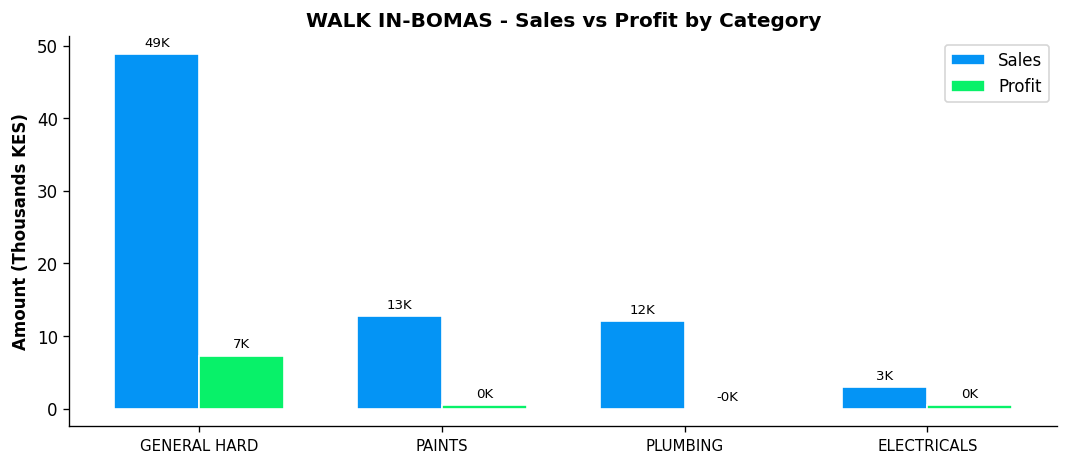 WALK IN-BOMAS - Sales vs Profit by Category
Amount (Thousands KES)
50
40
30
20
10
0
49K
7K
13K
0K
12K
-0K
3K
0K
Sales
Profit
GENERAL HARD
PAINTS
PLUMBING
ELECTRICALS